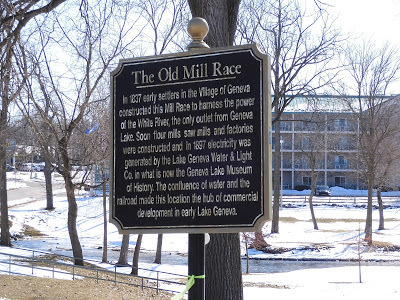 The Old Mill Race
In 1837 early settlers in the Village of Geneva
constructed this Mill Race to harness the power
of the White River, the only outlet from Geneva
Lake. Soon flour mills saw mills and factories
were constructed and in 1897 electricity was
generated by the Lake Geneva Water & Light
Co. in what is now the Geneva Lake Museum
of History. The confluence of water and the
railroad made this location the hub of commercial
development in early Lake Geneva.